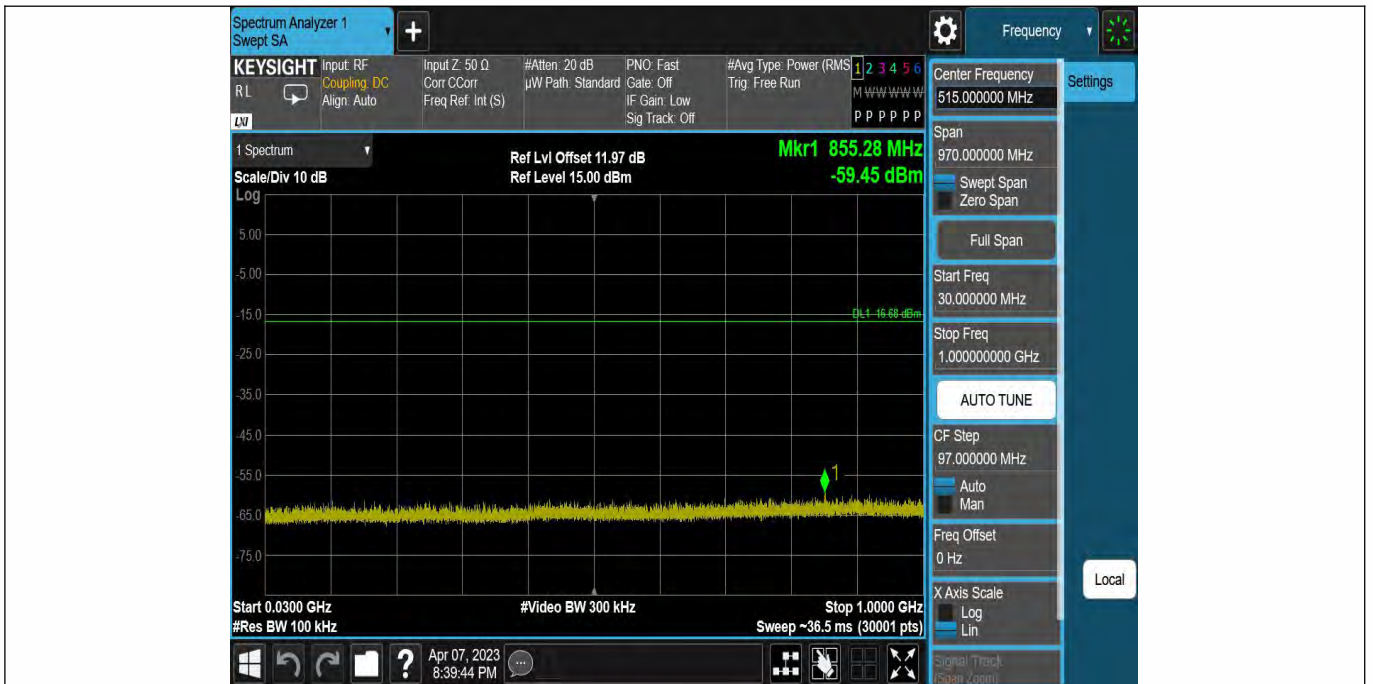 Spectrum Analyzer 1
Swept SA
+
Frequency
KEYSIGHT
RL
LXI
Input: RF
Coupling: DC
Align: Auto
Input Z: 50 Ω
Corr CCorr
Freq Ref: Int (S)
#Atten: 20 dB
µW Path: Standard
PNO: Fast
Gate: Off
IF Gain: Low
Sig Track: Off
#Avg Type: Power (RMS
Trig: Free Run
1 2 3 4 5 6
M W W W W W
P P P P P P
1 Spectrum
Scale/Div 10 dB
Ref Lvl Offset 11.97 dB
Ref Level 15.00 dBm
Mkr1 855.28 MHz
-59.45 dBm
Log
5.00
-5.00
-15.0
DL1 -16.68 dBm
-25.0
-35.0
-45.0
-55.0
1
-65.0
-75.0
Start 0.0300 GHz
#Video BW 300 kHz
Stop 1.0000 GHz
#Res BW 100 kHz
Sweep ~36.5 ms (30001 pts)
?
Apr 07, 2023
8:39:44 PM
Center Frequency
515.000000 MHz
Settings
Span
970.000000 MHz
Swept Span
Zero Span
Full Span
Start Freq
30.000000 MHz
Stop Freq
1.000000000 GHz
AUTO TUNE
CF Step
97.000000 MHz
Auto
Man
Freq Offset
0 Hz
Local
X Axis Scale
Log
Lin
Signal Track
(Span Zoom)